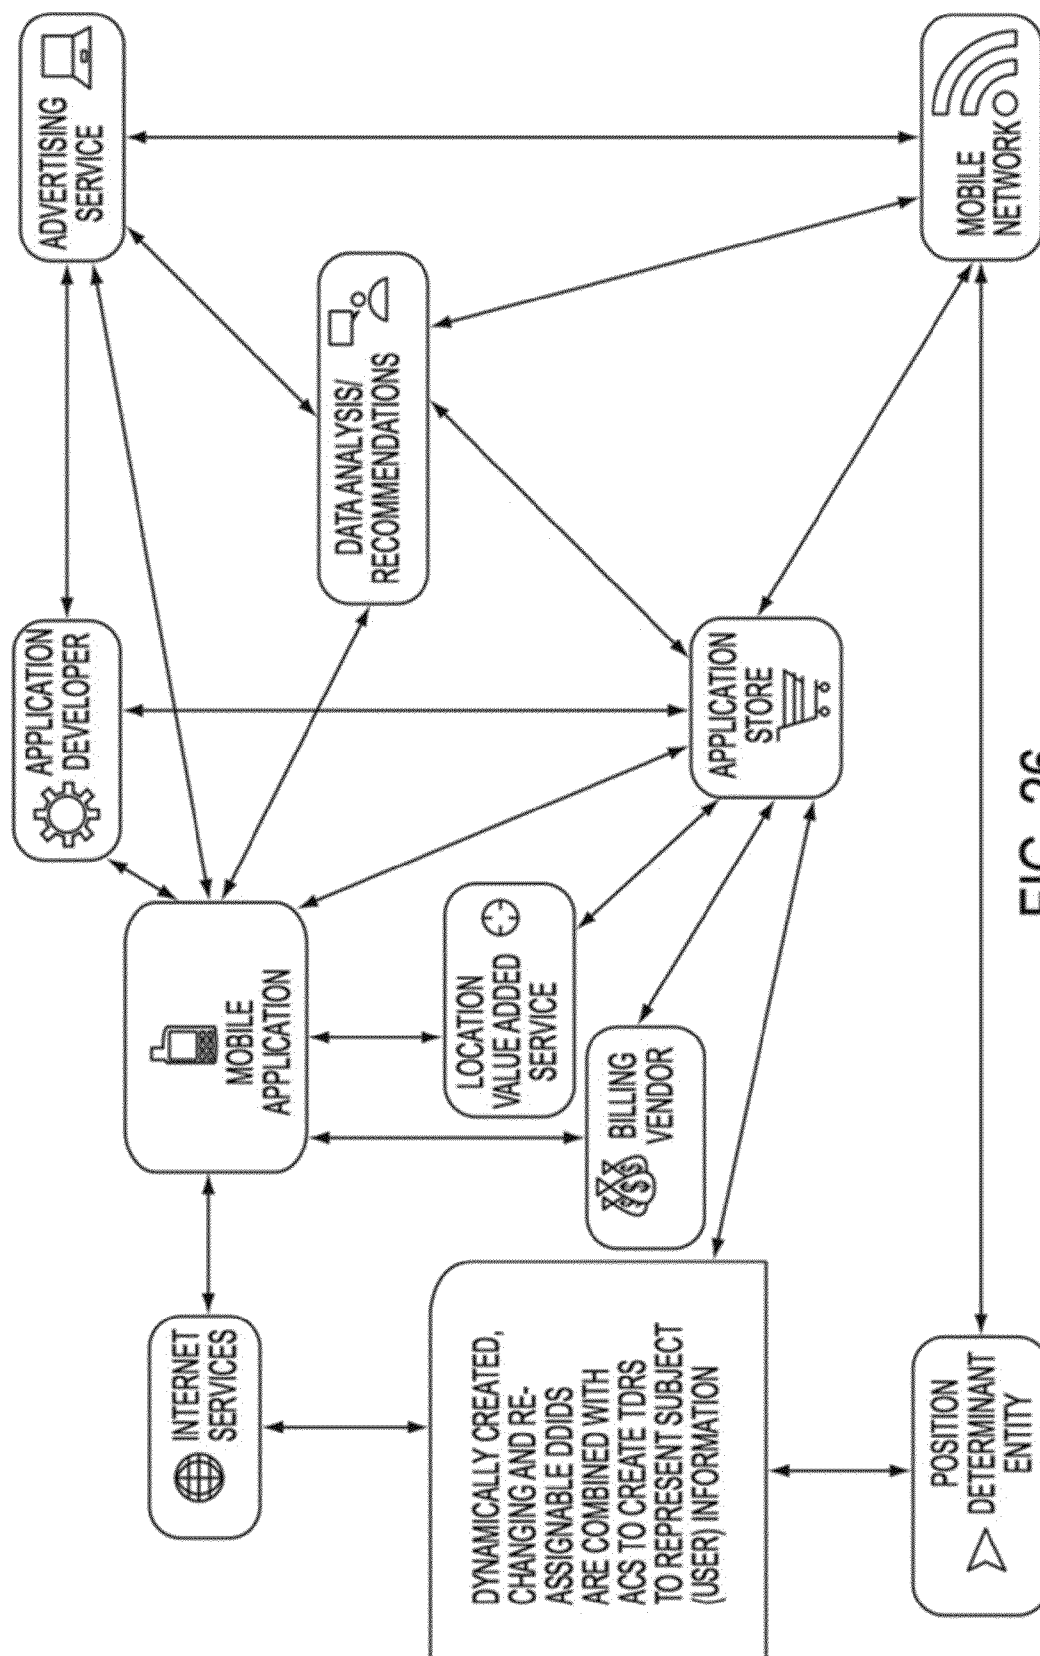 INTERNET
SERVICES
MOBILE
APPLICATION
APPLICATION
DEVELOPER
ADVERTISING
SERVICE
DATA ANALYSIS/
RECOMMENDATIONS
LOCATION
VALUE ADDED
SERVICE
DYNAMICALLY CREATED,
CHANGING AND RE-
ASSIGNABLE DDIDS
ARE COMBINED WITH
ACS TO CREATE TDRS
TO REPRESENT SUBJECT
(USER) INFORMATION
BILLING
VENDOR
$ $ $
APPLICATION
STORE
POSITION
DETERMINANT
ENTITY
MOBILE
NETWORK
FIG. 26